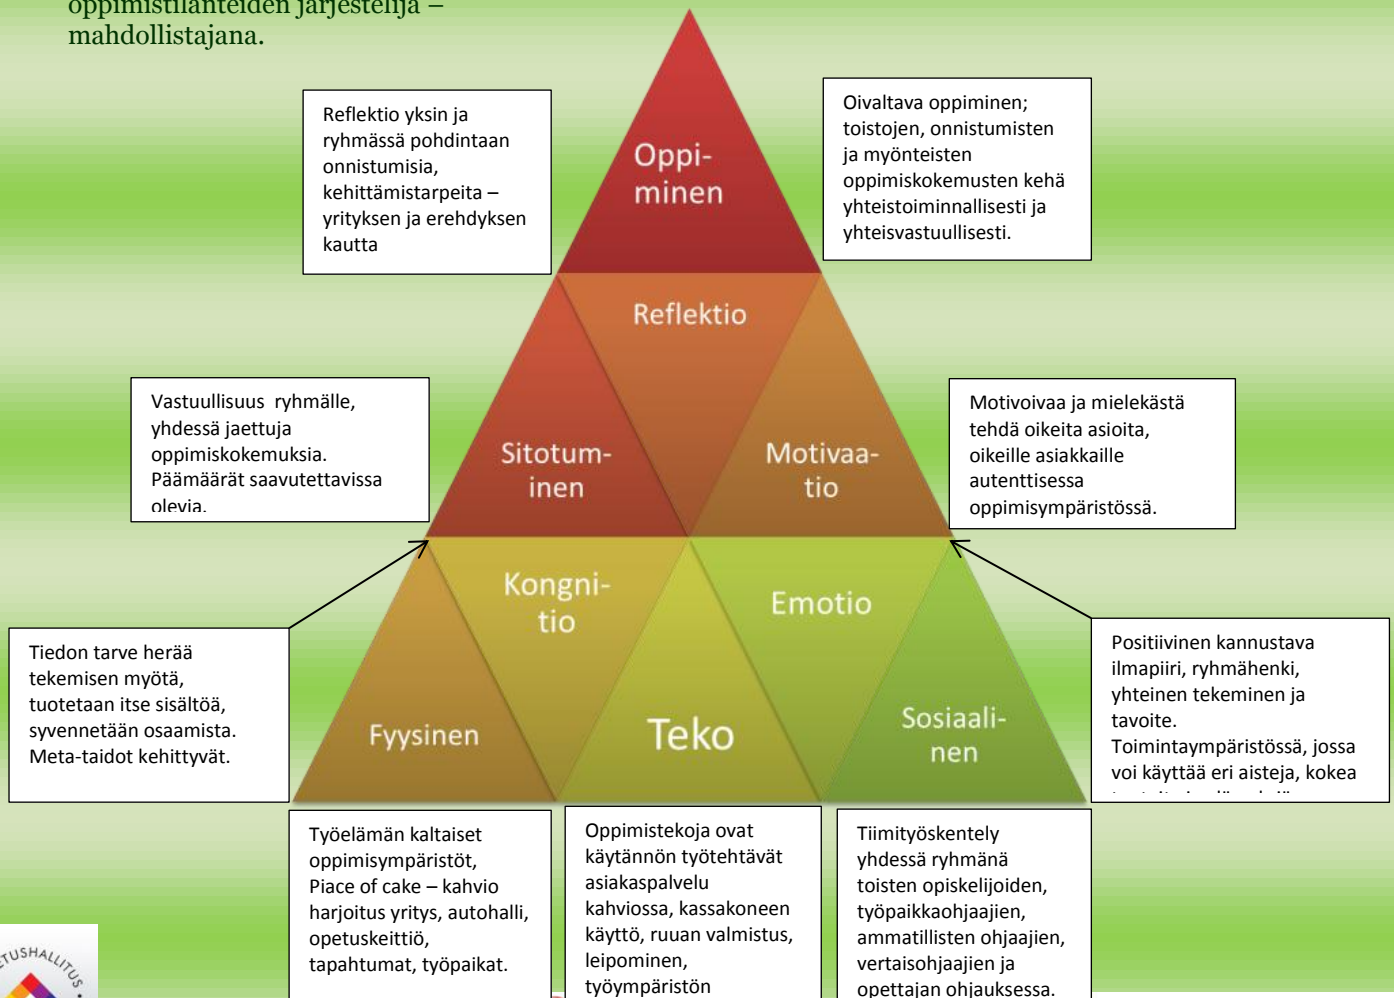 oppimistilanteiden järjestelijä –
mahdollistajana.
Reflektio yksin ja
ryhmässä pohdintaan
onnistumisia,
kehittämistarpeita –
yrityksen ja erehdyksen
kautta
Oppi-
minen
Oivaltava oppiminen;
toistojen, onnistumisten
ja myönteisten
oppimiskokemusten kehä
yhteistoiminnallisesti ja
yhteisvastuullisesti.
Reflektio
Vastuullisuus ryhmälle,
yhdessä jaettuja
oppimiskokemuksia.
Päämäärät saavutettavissa
olevia.
Sitotum-
inen
Motivaa-
tio
Motivoivaa ja mielekästä
tehdä oikeita asioita,
oikeille asiakkaille
autenttisessa
oppimisympäristössä.
Kongni-
tio
Emotio
Tiedon tarve herää
tekemisen myötä,
tuotetaan itse sisältöä,
syvennetään osaamista.
Meta-taidot kehittyvät.
Fyysinen
Teko
Sosiaali-
nen
Positiivinen kannustava
ilmapiiri, ryhmähenki,
yhteinen tekeminen ja
tavoite.
Toimintaympäristössä, jossa
voi käyttää eri aisteja, kokea
Työelämän kaltaiset
oppimisympäristöt,
Piace of cake – kahvio
harjoitus yritys, autohalli,
opetuskeittiö,
tapahtumat, työpaikat.
Oppimistekoja ovat
käytännön työtehtävät
asiakaspalvelu
kahviossa, kassakoneen
käyttö, ruuan valmistus,
leipominen,
työympäristön
Tiimityöskentely
yhdessä ryhmänä
toisten opiskelijoiden,
työpaikkaohjaajien,
ammatillisten ohjaajien,
vertaisohjaajien ja
opettajan ohjauksessa.
ETUSHALLITUS